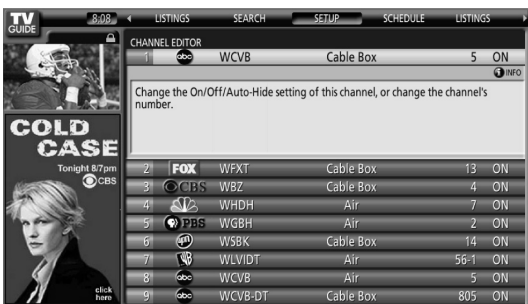 TV GUIDE 8:08 LISTINGS SEARCH SETUP SCHEDULE LISTINGS
CHANNEL EDITOR
1 abc WCVB Cable Box 5 ON
INFO
Change the On/Off/Auto-Hide setting of this channel, or change the channel's
number.
COLD
CASE
Tonight 8/7pm
CBS
click
here
2 FOX WFXT Cable Box 13 ON
3 CBS WBZ Cable Box 4 ON
4 WHDH Air 7 ON
5 PBS WGBH Air 2 ON
6 WSBK Cable Box 14 ON
7 WB WLVIDT Air 56-1 ON
8 abc WCVB Air 5 ON
9 abc WCVB-DT Cable Box 805 ON